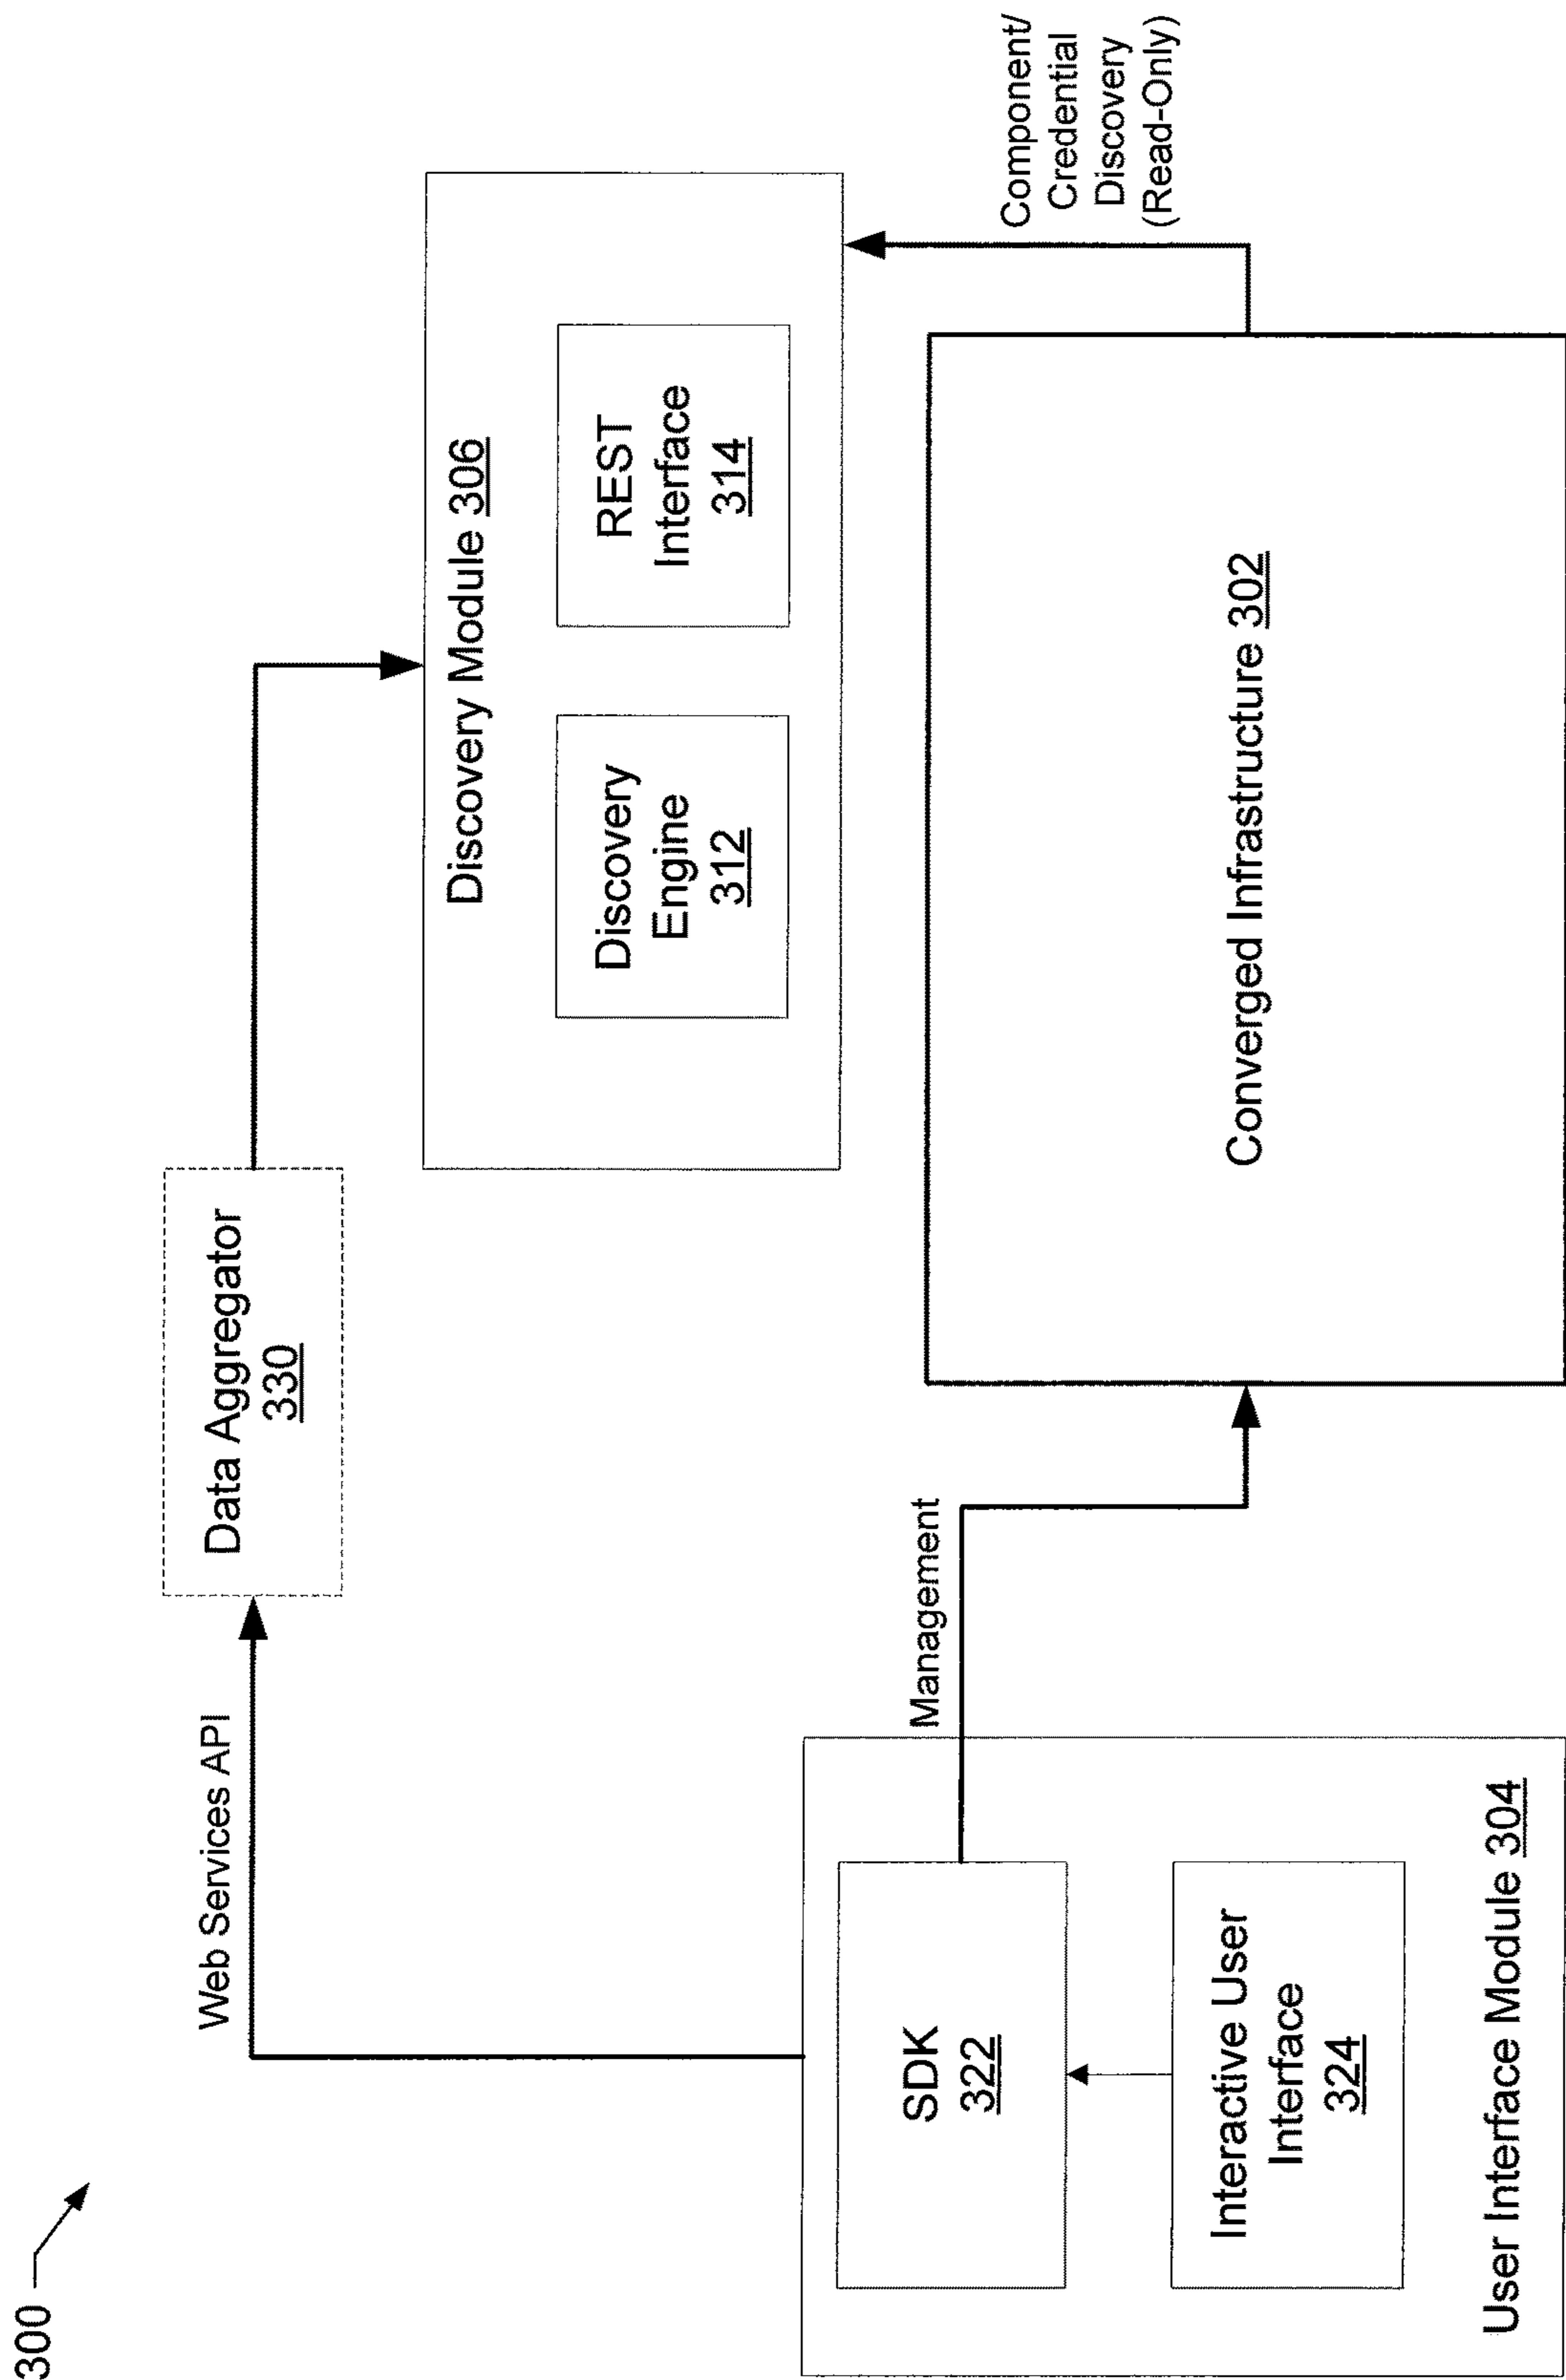 300
Web Services API
Data Aggregator
330
Discovery Module 306
Discovery
Engine
312
REST
Interface
314
Management
SDK
322
Interactive User
Interface
324
User Interface Module 304
Converged Infrastructure 302
Component/
Credential
Discovery
(Read-Only)